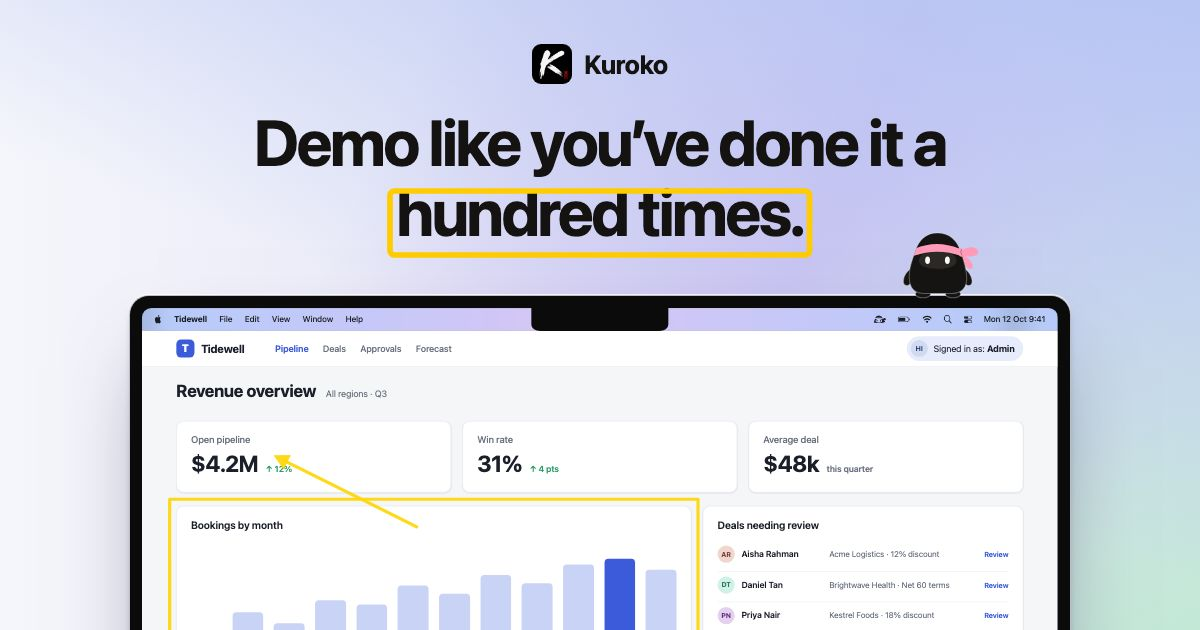 Kuroko
Demo like you've done it a
hundred times.
Tidewell File Edit View Window Help
Mon 12 Oct 9:41
T Tidewell Pipeline Deals Approvals Forecast
HI Signed in as: Admin
Revenue overview All regions · Q3
Open pipeline
$4.2M ↑ 12%
Win rate
31% ↑ 4 pts
Average deal
$48k this quarter
Bookings by month
Deals needing review
AR Aisha Rahman Acme Logistics · 12% discount Review
DT Daniel Tan Brightwave Health · Net 60 terms Review
PN Priya Nair Kestrel Foods · 18% discount Review